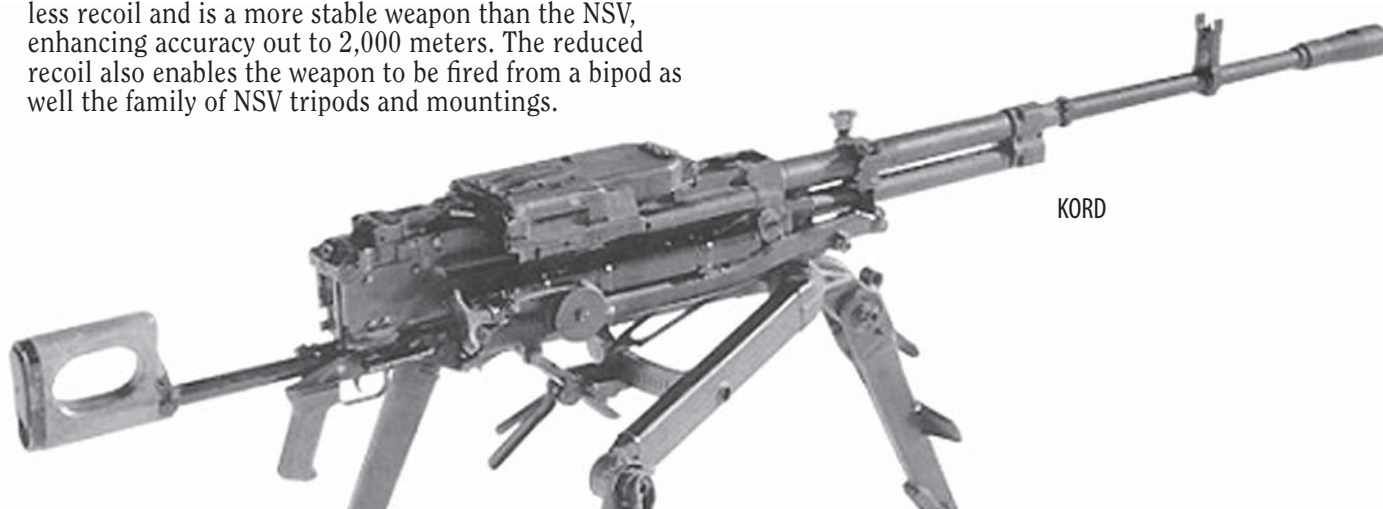 less recoil and is a more stable weapon than the NSV,
enhancing accuracy out to 2,000 meters. The reduced
recoil also enables the weapon to be fired from a bipod as
well the family of NSV tripods and mountings.
KORD